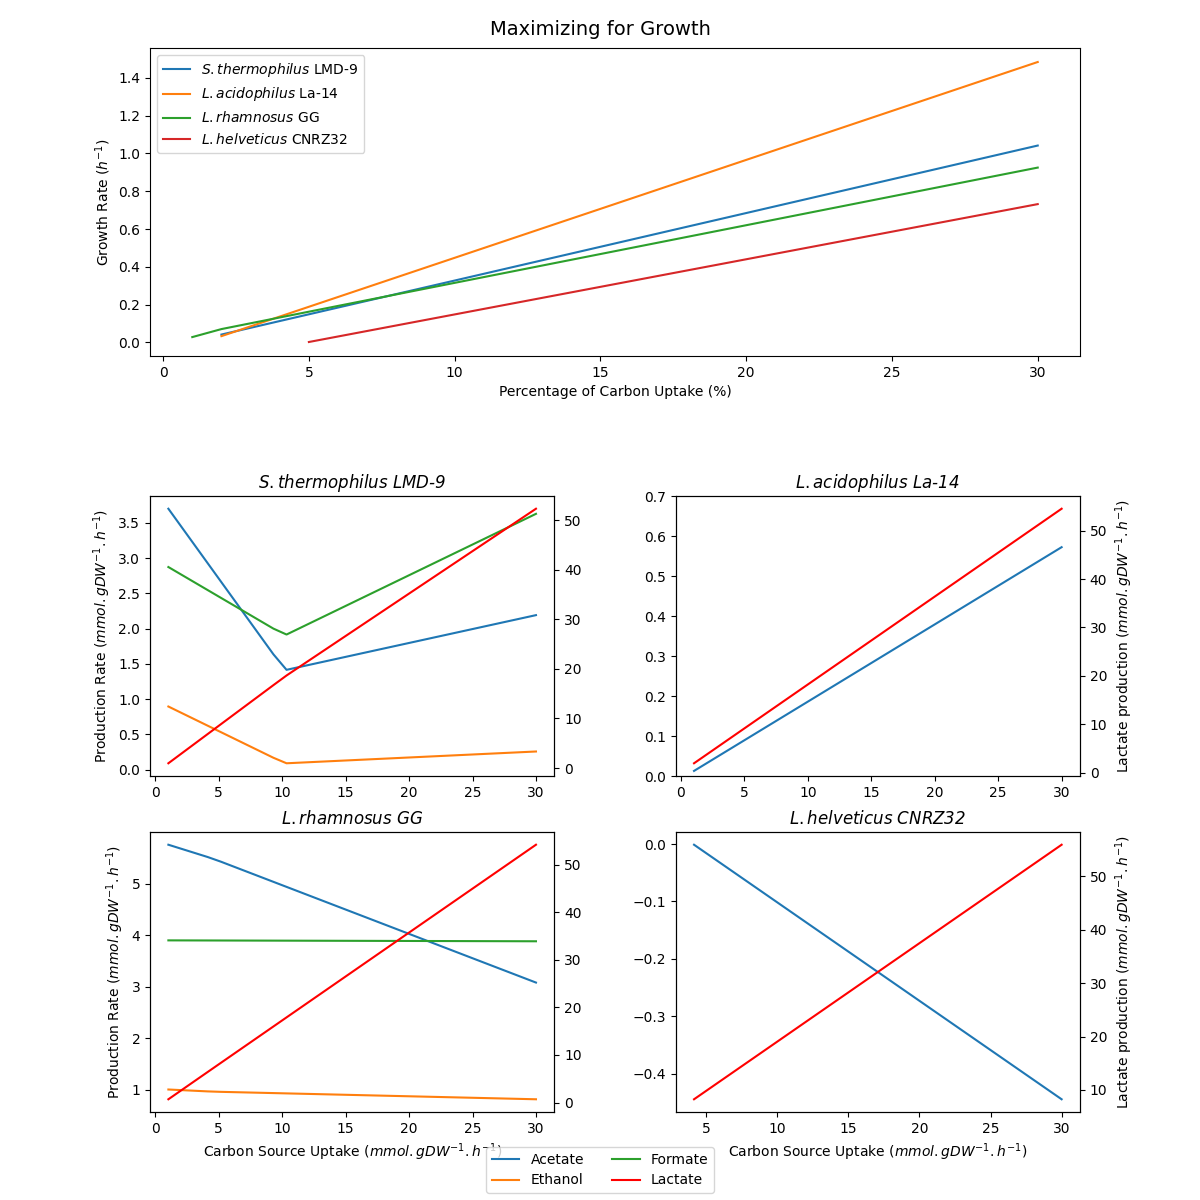 Maximizing for Growth
Growth Rate (h⁻¹)
1.4
1.2
1.0
0.8
0.6
0.4
0.2
0.0
S.thermophilus LMD-9
L.acidophilus La-14
L.rhamnosus GG
L.helveticus CNRZ32
0 5 10 15 20 25 30
Percentage of Carbon Uptake (%)
S.thermophilus LMD-9
Production Rate (mmol.gDW⁻¹.h⁻¹)
3.5
3.0
2.5
2.0
1.5
1.0
0.5
0.0
50
40
30
20
10
0
0 5 10 15 20 25 30
L.acidophilus La-14
0.7
0.6
0.5
0.4
0.3
0.2
0.1
0.0
50
40
30
20
10
0
Lactate production (mmol.gDW⁻¹.h⁻¹)
0 5 10 15 20 25 30
L.rhamnosus GG
Production Rate (mmol.gDW⁻¹.h⁻¹)
5
4
3
2
1
50
40
30
20
10
0
0 5 10 15 20 25 30
Carbon Source Uptake (mmol.gDW⁻¹.h⁻¹)
L.helveticus CNRZ32
0.0
−0.1
−0.2
−0.3
−0.4
50
40
30
20
10
Lactate production (mmol.gDW⁻¹.h⁻¹)
5 10 15 20 25 30
Carbon Source Uptake (mmol.gDW⁻¹.h⁻¹)
Acetate Formate
Ethanol Lactate